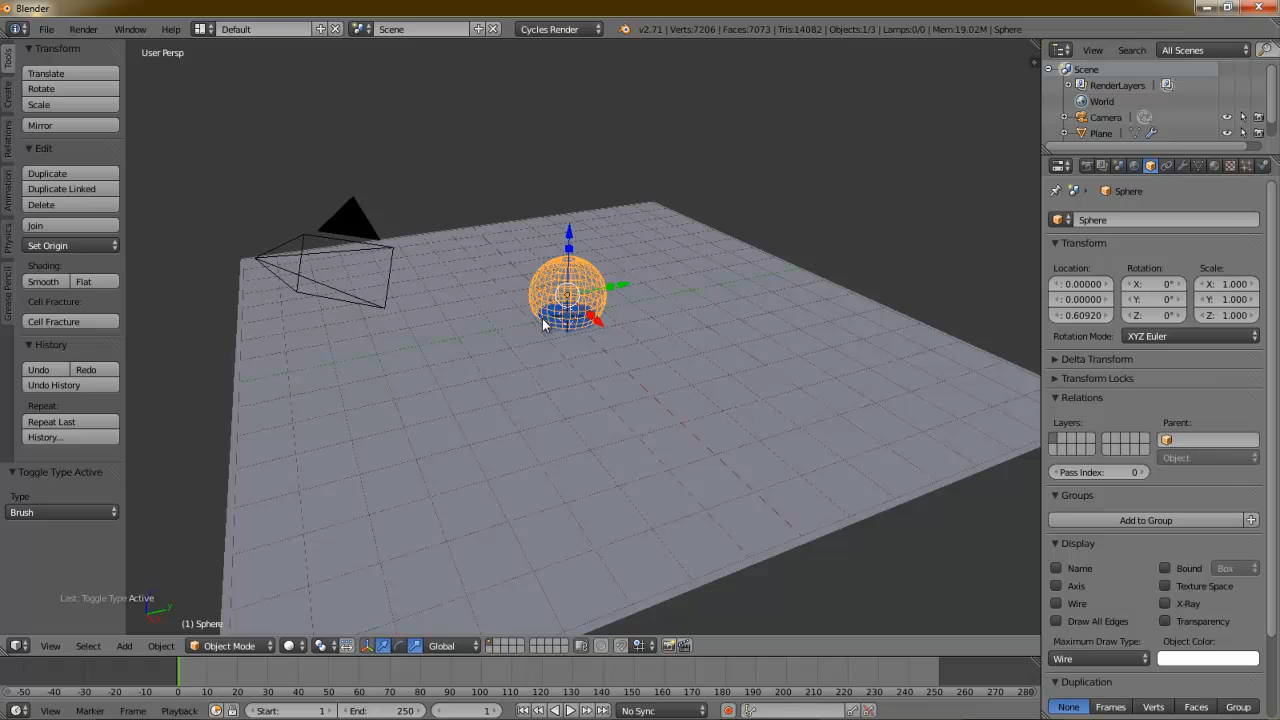 Blender
File Render Window Help Default Scene Cycles Render v2.71 | Verts:7206 | Faces:7073 | Tris:14082 | Objects:1/3 | Lamps:0/0 | Mem:19.02M | Sphere
Transform
Translate
Rotate
Scale
Mirror
Edit
Duplicate
Duplicate Linked
Delete
Join
Set Origin
Shading:
Smooth Flat
Cell Fracture:
Cell Fracture
History
Undo Redo
Undo History
Repeat:
Repeat Last
History...
Toggle Type Active
Type
Brush
Tools
Create
Relations
Animation
Physics
Grease Pencil
User Persp
Last: Toggle Type Active
(1) Sphere
View Select Add Object Object Mode Global
-50 -40 -30 -20 -10 0 10 20 30 40 50 60 70 80 90 100 110 120 130 140 150 160 170 180 190 200 210 220 230 240 250 260 270 280
View Marker Frame Playback Start: 1 End: 250 1 No Sync
View Search All Scenes
Scene
RenderLayers
World
Camera
Plane
Sphere
Sphere
Transform
Location: Rotation: Scale:
0.00000 X: 0° X: 1.000
0.00000 Y: 0° Y: 1.000
0.60920 Z: 0° Z: 1.000
Rotation Mode: XYZ Euler
Delta Transform
Transform Locks
Relations
Layers: Parent:
Object
Pass Index: 0
Groups
Add to Group
Display
Name Bound Box
Axis Texture Space
Wire X-Ray
Draw All Edges Transparency
Maximum Draw Type: Object Color:
Wire
Duplication
None Frames Verts Faces Group